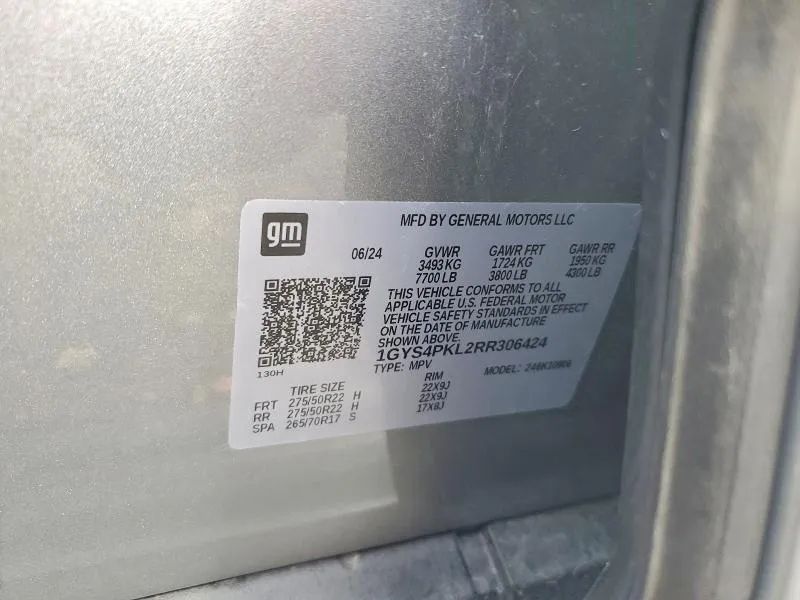 gm
MFD BY GENERAL MOTORS LLC
06/24 GVWR GAWR FRT GAWR RR
3493 KG 1724 KG 1950 KG
7700 LB 3800 LB 4300 LB
THIS VEHICLE CONFORMS TO ALL
APPLICABLE U.S. FEDERAL MOTOR
VEHICLE SAFETY STANDARDS IN EFFECT
ON THE DATE OF MANUFACTURE
SHOWN ABOVE.
1GYS4PKL2RR306424
130H
TYPE: MPV MODEL:
TIRE SIZE RIM
FRT 275/50R22 H 22X9J
RR 275/50R22 H 22X9J
SPA 265/70R17 S 17X8J